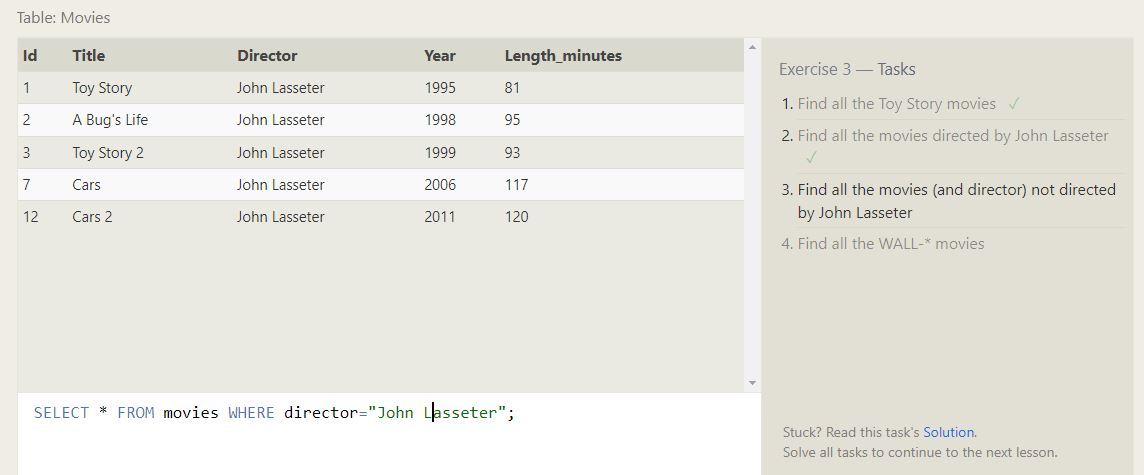 Table: Movies
Id Title Director Year Length_minutes
1 Toy Story John Lasseter 1995 81
2 A Bug's Life John Lasseter 1998 95
3 Toy Story 2 John Lasseter 1999 93
7 Cars John Lasseter 2006 117
12 Cars 2 John Lasseter 2011 120
SELECT * FROM movies WHERE director="John Lasseter";
Exercise 3 — Tasks
1. Find all the Toy Story movies ✓
2. Find all the movies directed by John Lasseter
✓
3. Find all the movies (and director) not directed
by John Lasseter
4. Find all the WALL-* movies
Stuck? Read this task's Solution.
Solve all tasks to continue to the next lesson.